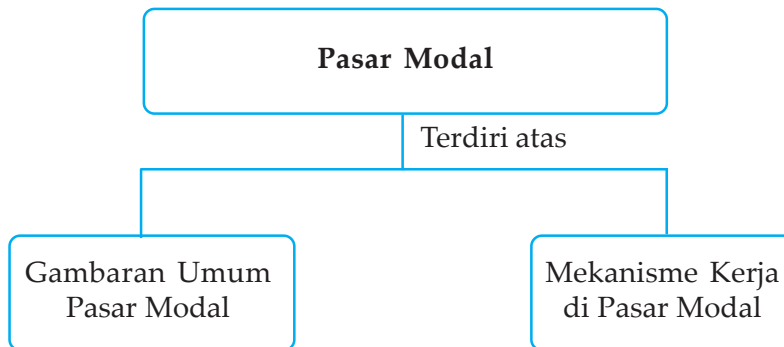 Pasar Modal
Terdiri atas
Gambaran Umum
Pasar Modal
Mekanisme Kerja
di Pasar Modal